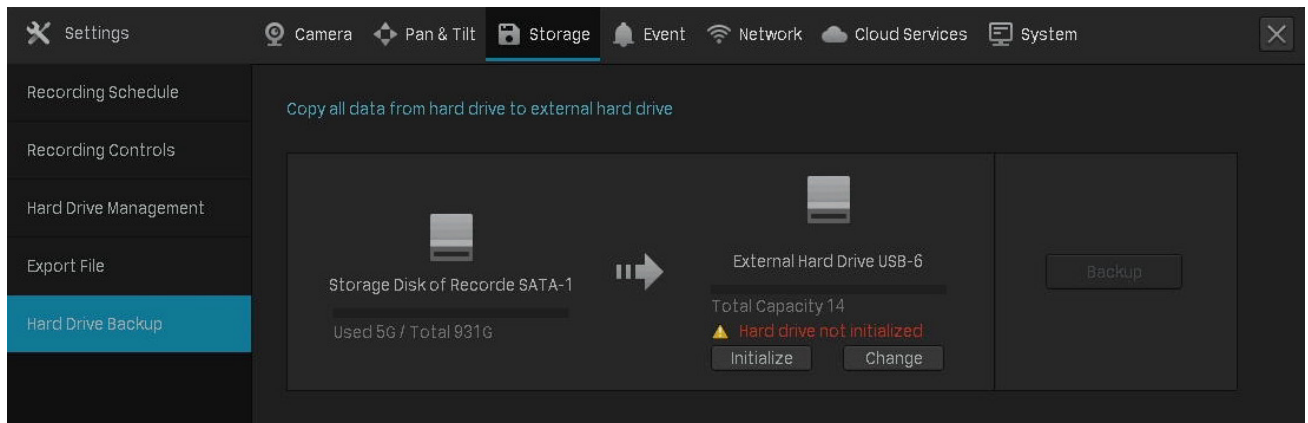 Settings
Camera
Pan & Tilt
Storage
Event
Network
Cloud Services
System
Recording Schedule
Recording Controls
Hard Drive Management
Export File
Hard Drive Backup
Copy all data from hard drive to external hard drive
Storage Disk of Recorde SATA-1
Used 5G / Total 931G
External Hard Drive USB-6
Total Capacity 14
Hard drive not initialized
Initialize
Change
Backup